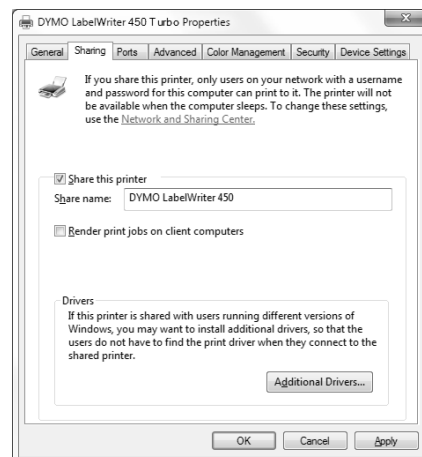 DYMO LabelWriter 450 Turbo Properties
General Sharing Ports Advanced Color Management Security Device Settings
If you share this printer, only users on your network with a username
and password for this computer can print to it. The printer will not
be available when the computer sleeps. To change these settings,
use the Network and Sharing Center.
Share this printer
Share name: DYMO LabelWriter 450
Render print jobs on client computers
Drivers
If this printer is shared with users running different versions of
Windows, you may want to install additional drivers, so that the
users do not have to find the print driver when they connect to the
shared printer.
Additional Drivers...
OK Cancel Apply